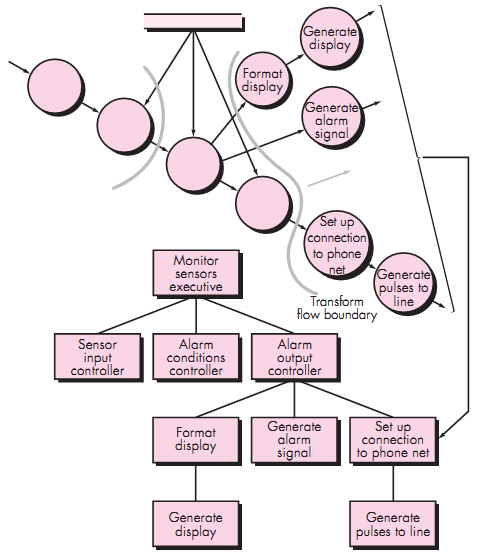 Generate
display
Format
display
Generate
alarm
signal
Set up
connection
to phone
net
Generate
pulses to
line
Transform
flow boundary
Monitor
sensors
executive
Sensor
input
controller
Alarm
conditions
controller
Alarm
output
controller
Format
display
Generate
alarm
signal
Set up
connection
to phone net
Generate
display
Generate
pulses to line